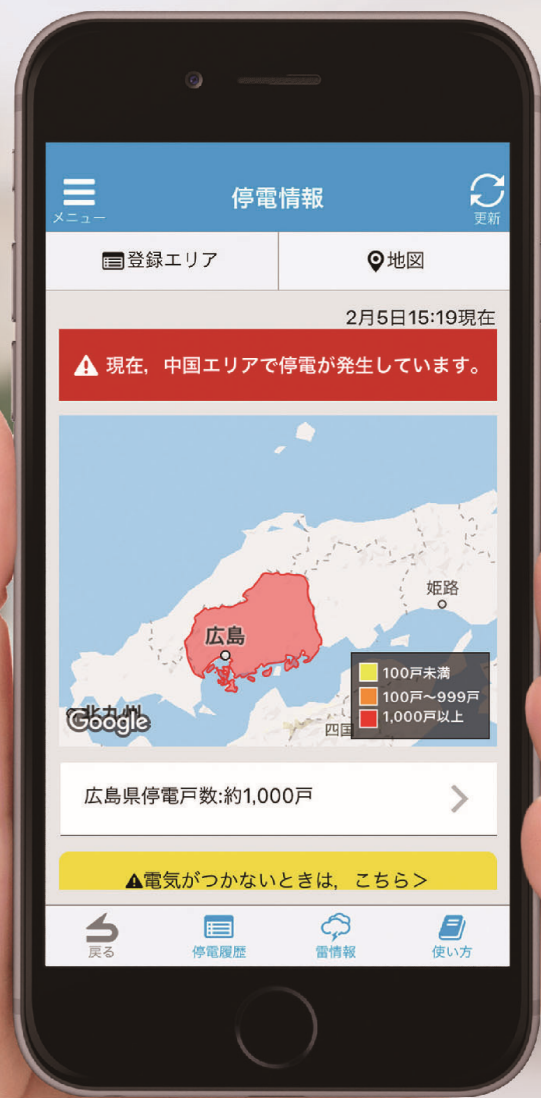 停電情報
メニュー
更新
登録エリア
地図
2月5日15:19現在
現在，中国エリアで停電が発生しています。
姫路
広島
100戸未満
100戸～999戸
1,000戸以上
北九州
Google
四国
広島県停電戸数:約1,000戸
電気がつかないときは，こちら＞
戻る
停電履歴
雷情報
使い方